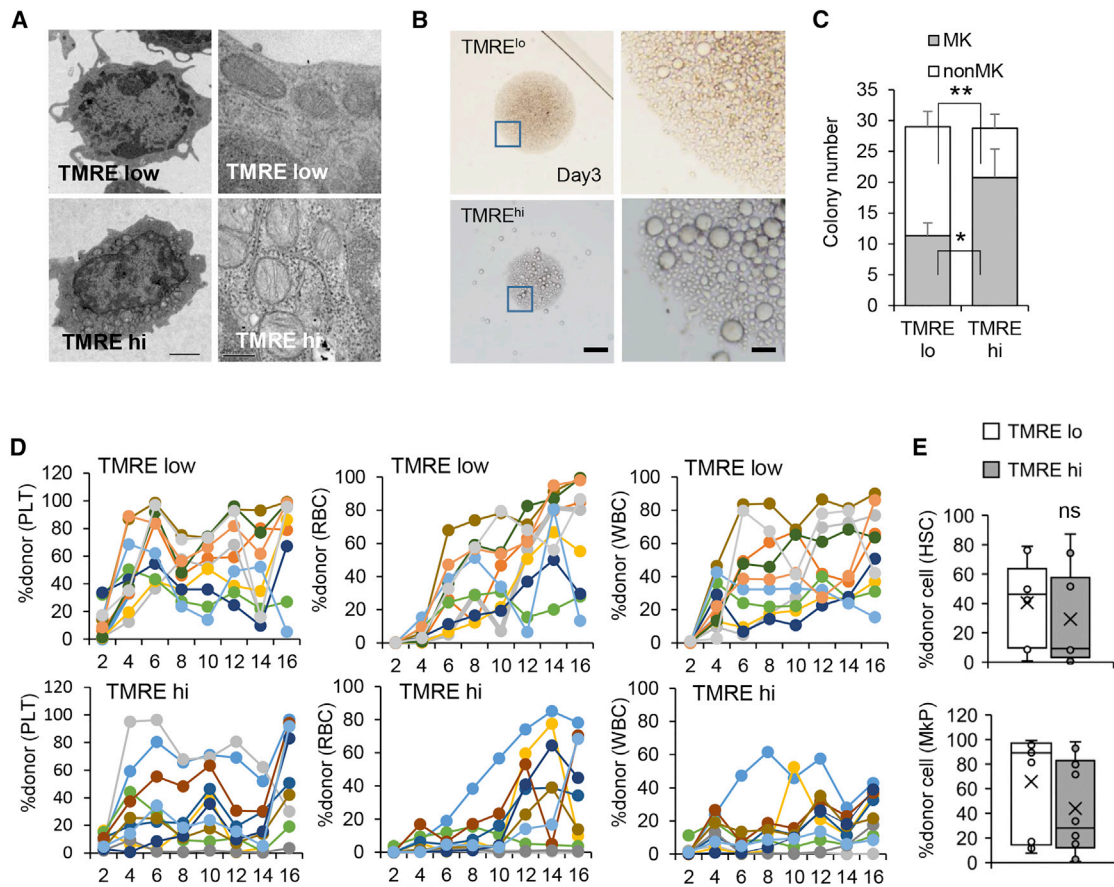 A
TMRE low
TMRE low
TMRE hi
TMRE hi
B
TMRElo
Day3
TMREhi
C
MK
nonMK
**
*
Colony number
35
30
25
20
15
10
5
0
TMRE lo
TMRE hi
D
TMRE low
%donor (PLT)
120
100
80
60
40
20
0
2 4 6 8 10 12 14 16
TMRE low
%donor (RBC)
100
80
60
40
20
0
2 4 6 8 10 12 14 16
TMRE low
%donor (WBC)
100
80
60
40
20
0
2 4 6 8 10 12 14 16
TMRE hi
%donor (PLT)
120
100
80
60
40
20
0
2 4 6 8 10 12 14 16
TMRE hi
%donor (RBC)
100
80
60
40
20
0
2 4 6 8 10 12 14 16
TMRE hi
%donor (WBC)
100
80
60
40
20
0
2 4 6 8 10 12 14 16
E
TMRE lo
TMRE hi
ns
%donor cell (HSC)
100
80
60
40
20
0
%donor cell (MkP)
120
100
80
60
40
20
0